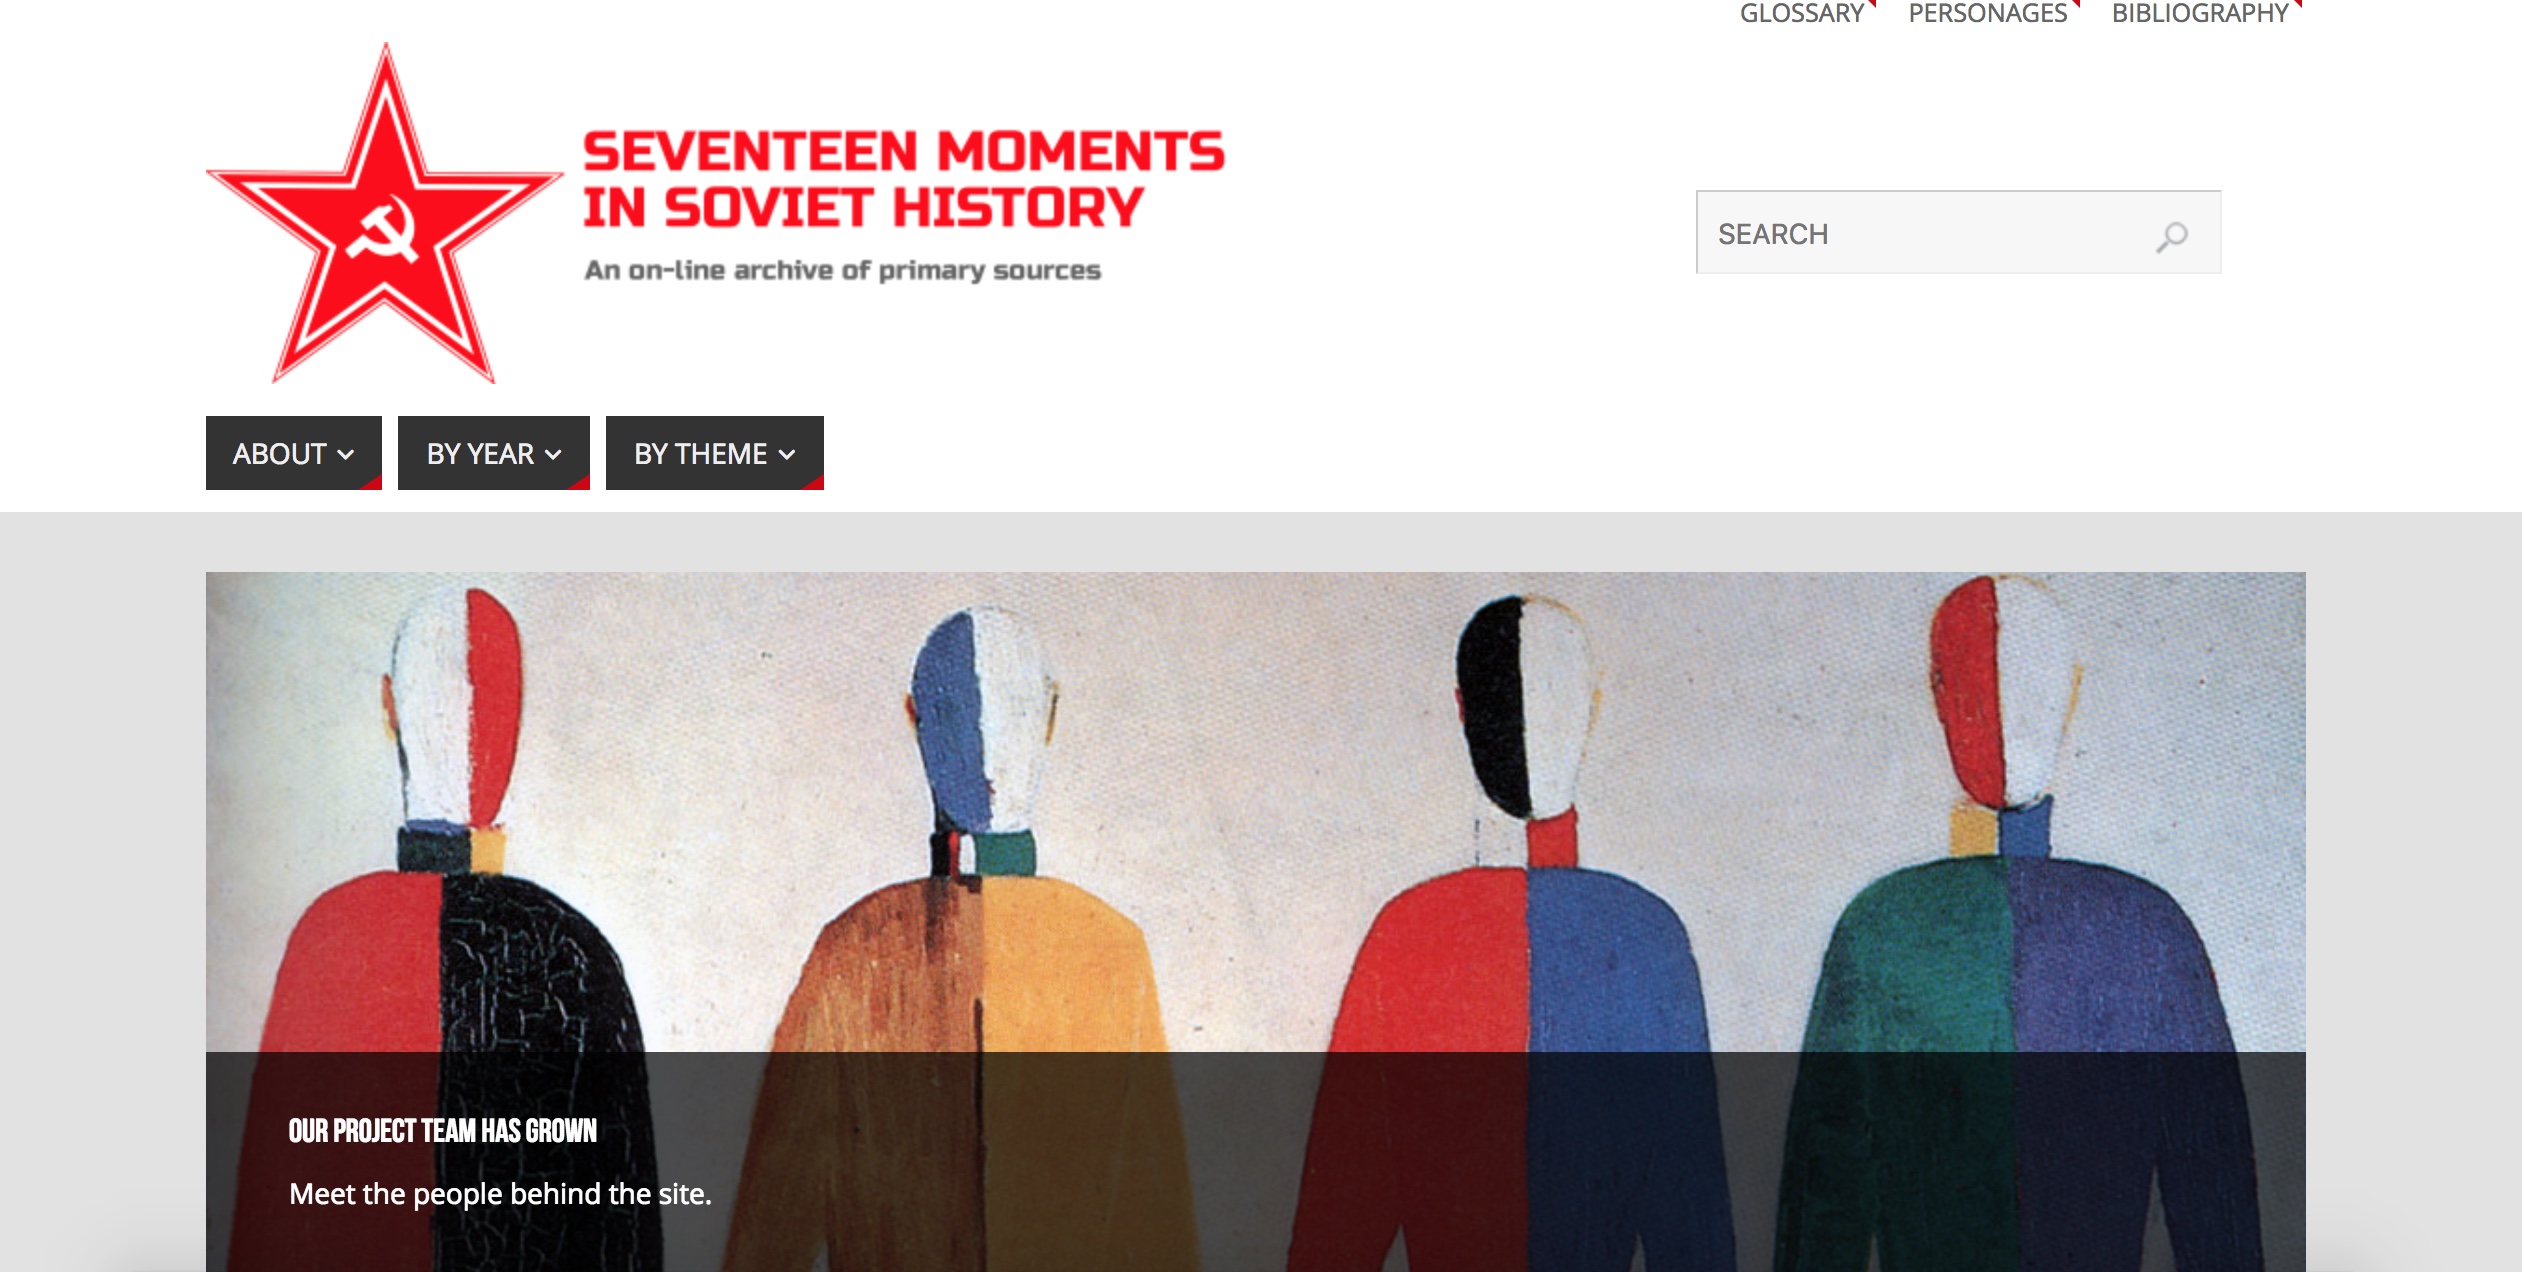 GLOSSARY PERSONAGES BIBLIOGRAPHY
SEVENTEEN MOMENTS
IN SOVIET HISTORY
An on-line archive of primary sources
SEARCH
ABOUT BY YEAR BY THEME
OUR PROJECT TEAM HAS GROWN
Meet the people behind the site.